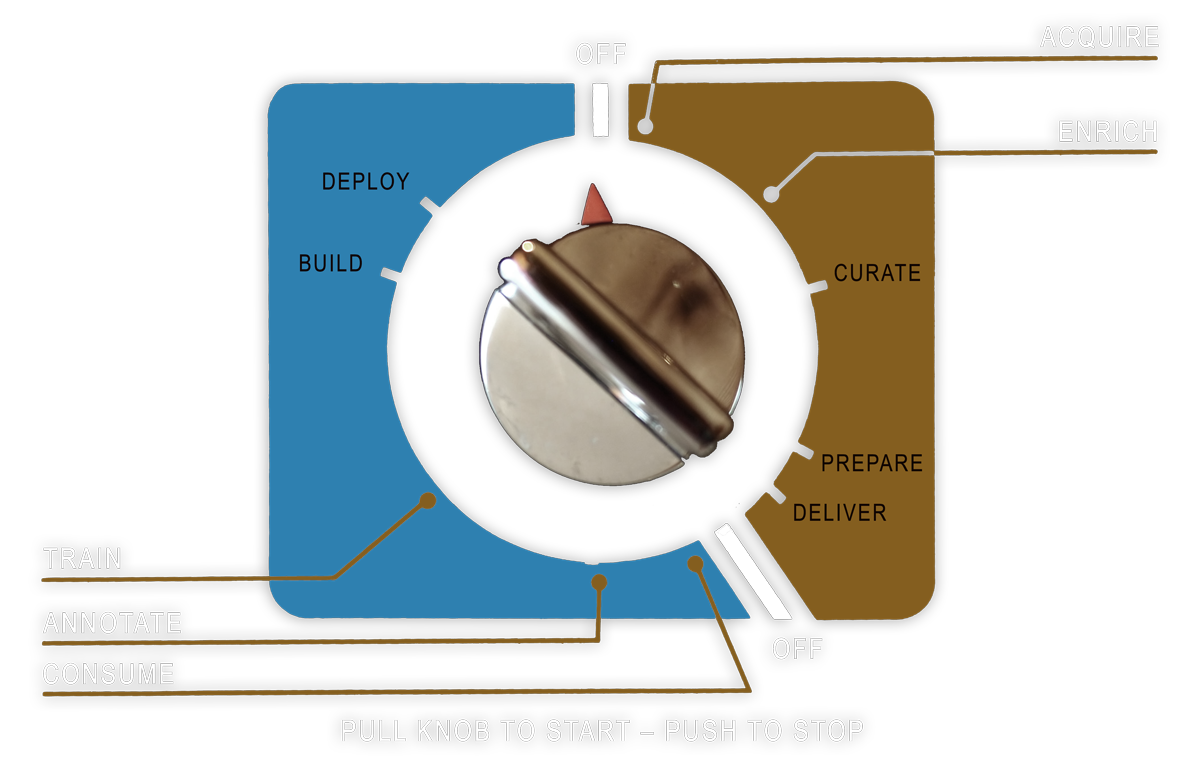 OFF
ACQUIRE
ENRICH
DEPLOY
BUILD
CURATE
PREPARE
DELIVER
TRAIN
ANNOTATE
CONSUME
OFF
PULL KNOB TO START – PUSH TO STOP